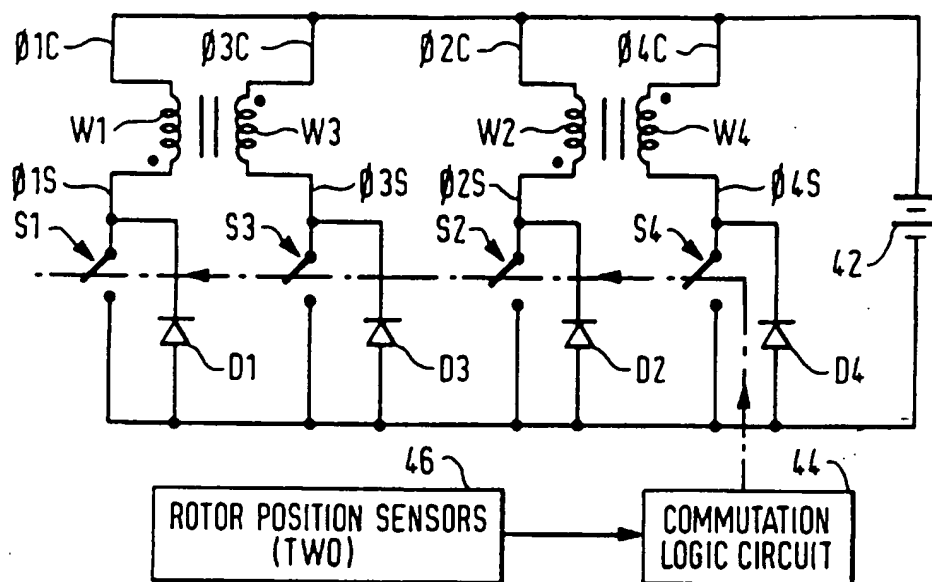 Ø1C
Ø3C
Ø2C
Ø4C
W1
W3
W2
W4
Ø1S
Ø3S
Ø2S
Ø4S
S1
S3
S2
S4
42
D1
D3
D2
D4
46
44
ROTOR POSITION SENSORS
(TWO)
COMMUTATION
LOGIC CIRCUIT